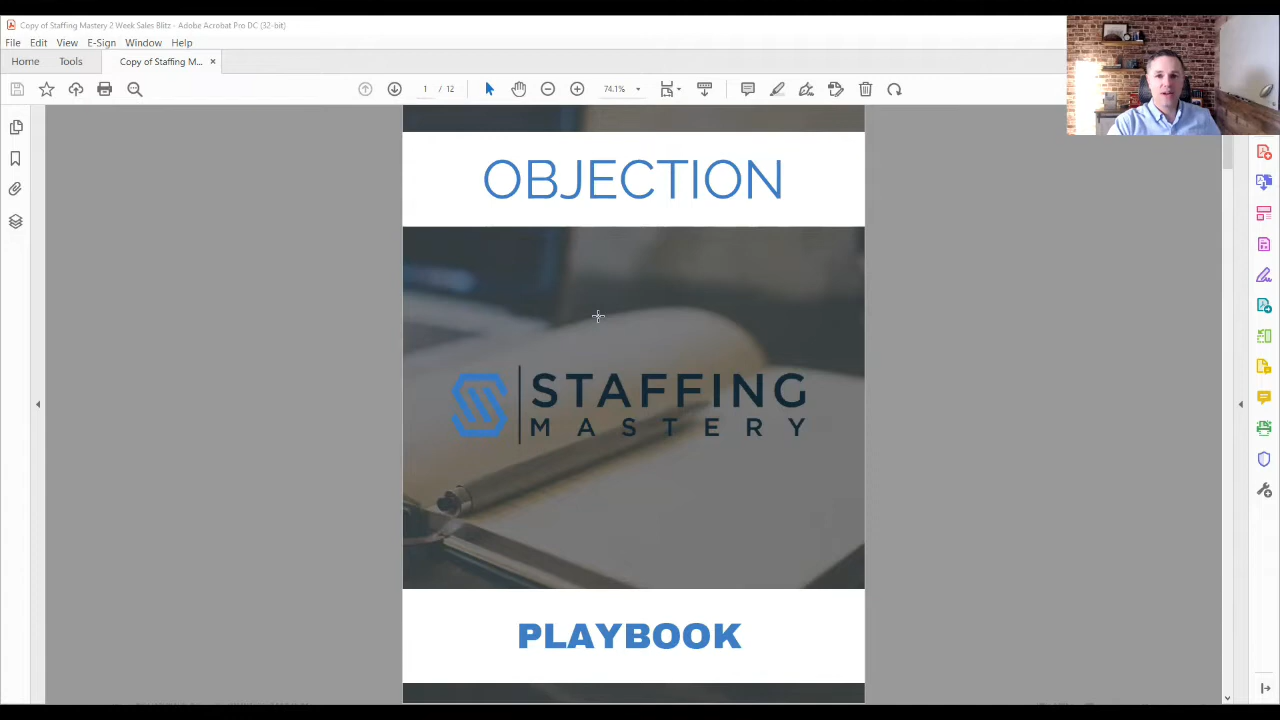 Copy of Staffing Mastery 2 Week Sales Blitz - Adobe Acrobat Pro DC (32-bit)
File Edit View E-Sign Window Help
Home Tools Copy of Staffing M... ×
12 74.1%
OBJECTION
STAFFING
MASTERY
PLAYBOOK